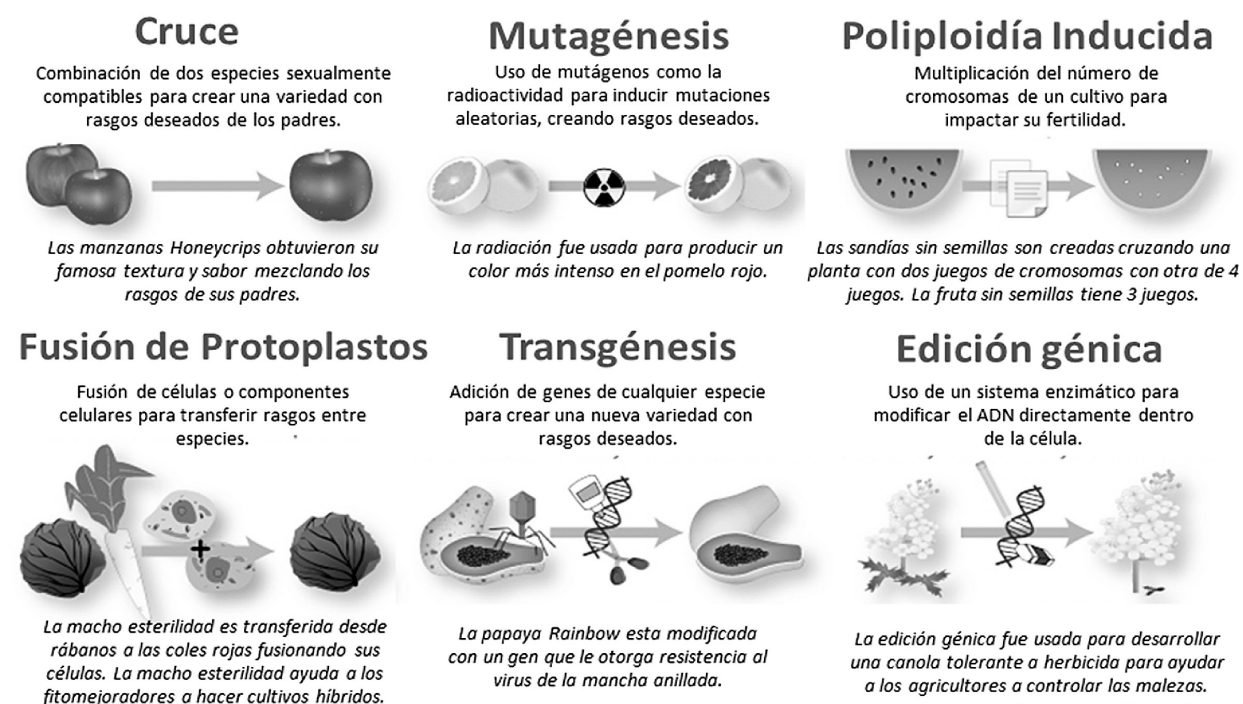 Cruce
Combinación de dos especies sexualmente
compatibles para crear una variedad con
rasgos deseados de los padres.
Las manzanas Honeycrips obtuvieron su
famosa textura y sabor mezclando los
rasgos de sus padres.
Mutagénesis
Uso de mutágenos como la
radioactividad para inducir mutaciones
aleatorias, creando rasgos deseados.
La radiación fue usada para producir un
color más intenso en el pomelo rojo.
Poliploidía Inducida
Multiplicación del número de
cromosomas de un cultivo para
impactar su fertilidad.
Las sandías sin semillas son creadas cruzando una
planta con dos juegos de cromosomas con otra de 4
juegos. La fruta sin semillas tiene 3 juegos.
Fusión de Protoplastos
Fusión de células o componentes
celulares para transferir rasgos entre
especies.
La macho esterilidad es transferida desde
rábanos a las coles rojas fusionando sus
células. La macho esterilidad ayuda a los
fitomejoradores a hacer cultivos híbridos.
Transgénesis
Adición de genes de cualquier especie
para crear una nueva variedad con
rasgos deseados.
La papaya Rainbow esta modificada
con un gen que le otorga resistencia al
virus de la mancha anillada.
Edición génica
Uso de un sistema enzimático para
modificar el ADN directamente dentro
de la célula.
La edición génica fue usada para desarrollar
una canola tolerante a herbicida para ayudar
a los agricultores a controlar las malezas.